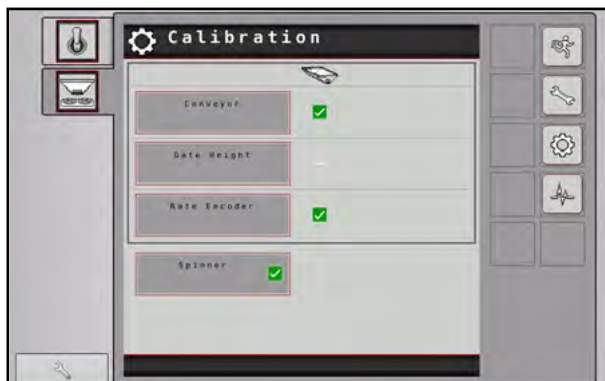 Calibration
Conveyor
Gate Height
Rate Encoder
Spinner